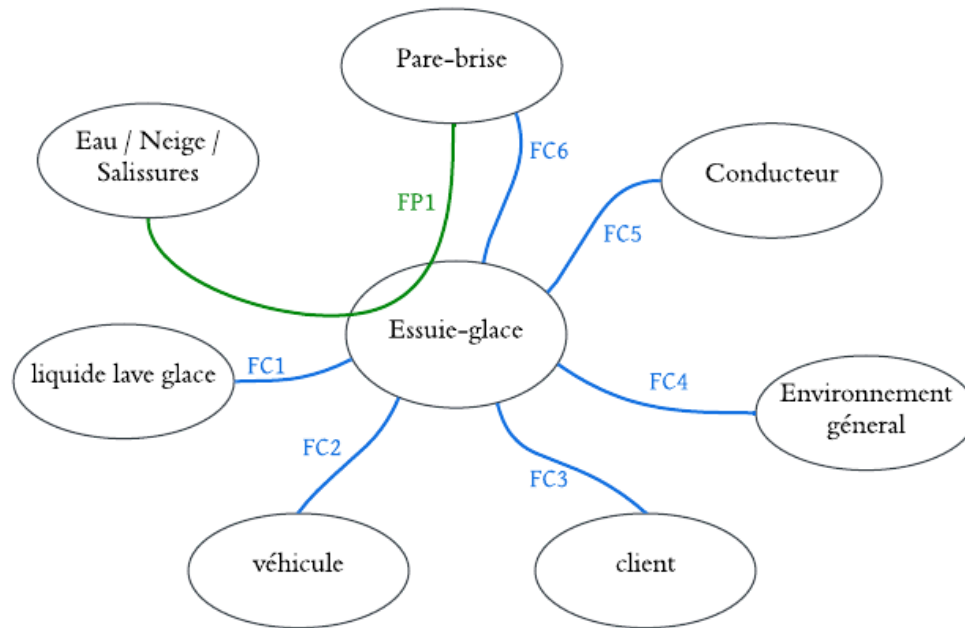 Pare-brise
Eau / Neige /
Salissures
FC6
Conducteur
FP1
FC5
Essuie-glace
liquide lave glace
FC1
FC4
Environnement
géneral
FC2
FC3
véhicule
client